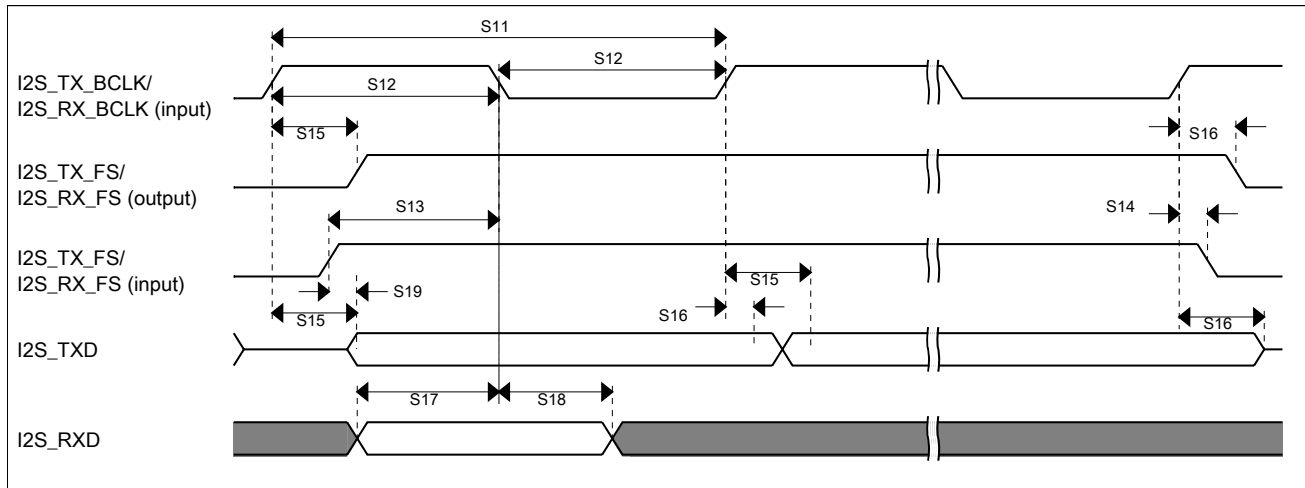 S11
S12
I2S_TX_BCLK/
I2S_RX_BCLK (input)
S12
S15
S16
I2S_TX_FS/
I2S_RX_FS (output)
S13
S14
I2S_TX_FS/
I2S_RX_FS (input)
S15
S19
S15
S16
S16
I2S_TXD
S17
S18
I2S_RXD